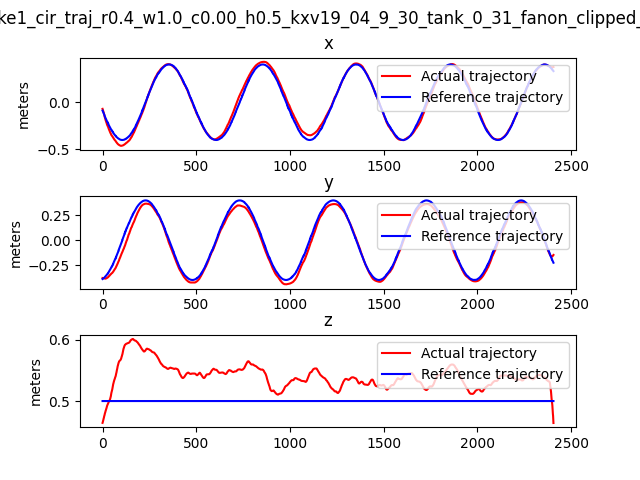 ke1_cir_traj_r0.4_w1.0_c0.00_h0.5_kxv19_04_9_30_tank_0_31_fanon_clipped_
x
meters
0.0
−0.5
Actual trajectory
Reference trajectory
0 500 1000 1500 2000 2500
y
meters
0.25
0.00
−0.25
Actual trajectory
Reference trajectory
0 500 1000 1500 2000 2500
z
meters
0.6
0.5
Actual trajectory
Reference trajectory
0 500 1000 1500 2000 2500